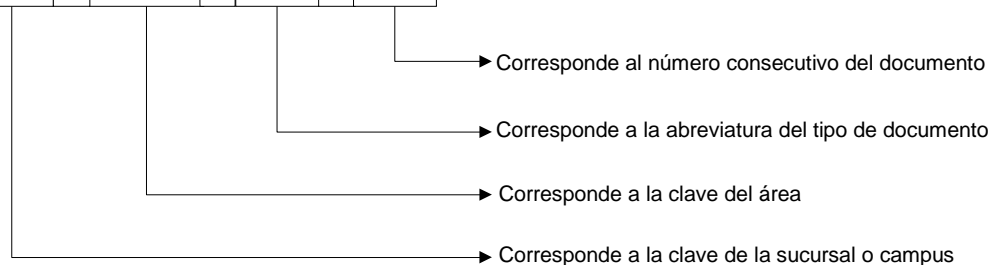 Corresponde al número consecutivo del documento
Corresponde a la abreviatura del tipo de documento
Corresponde a la clave del área
Corresponde a la clave de la sucursal o campus